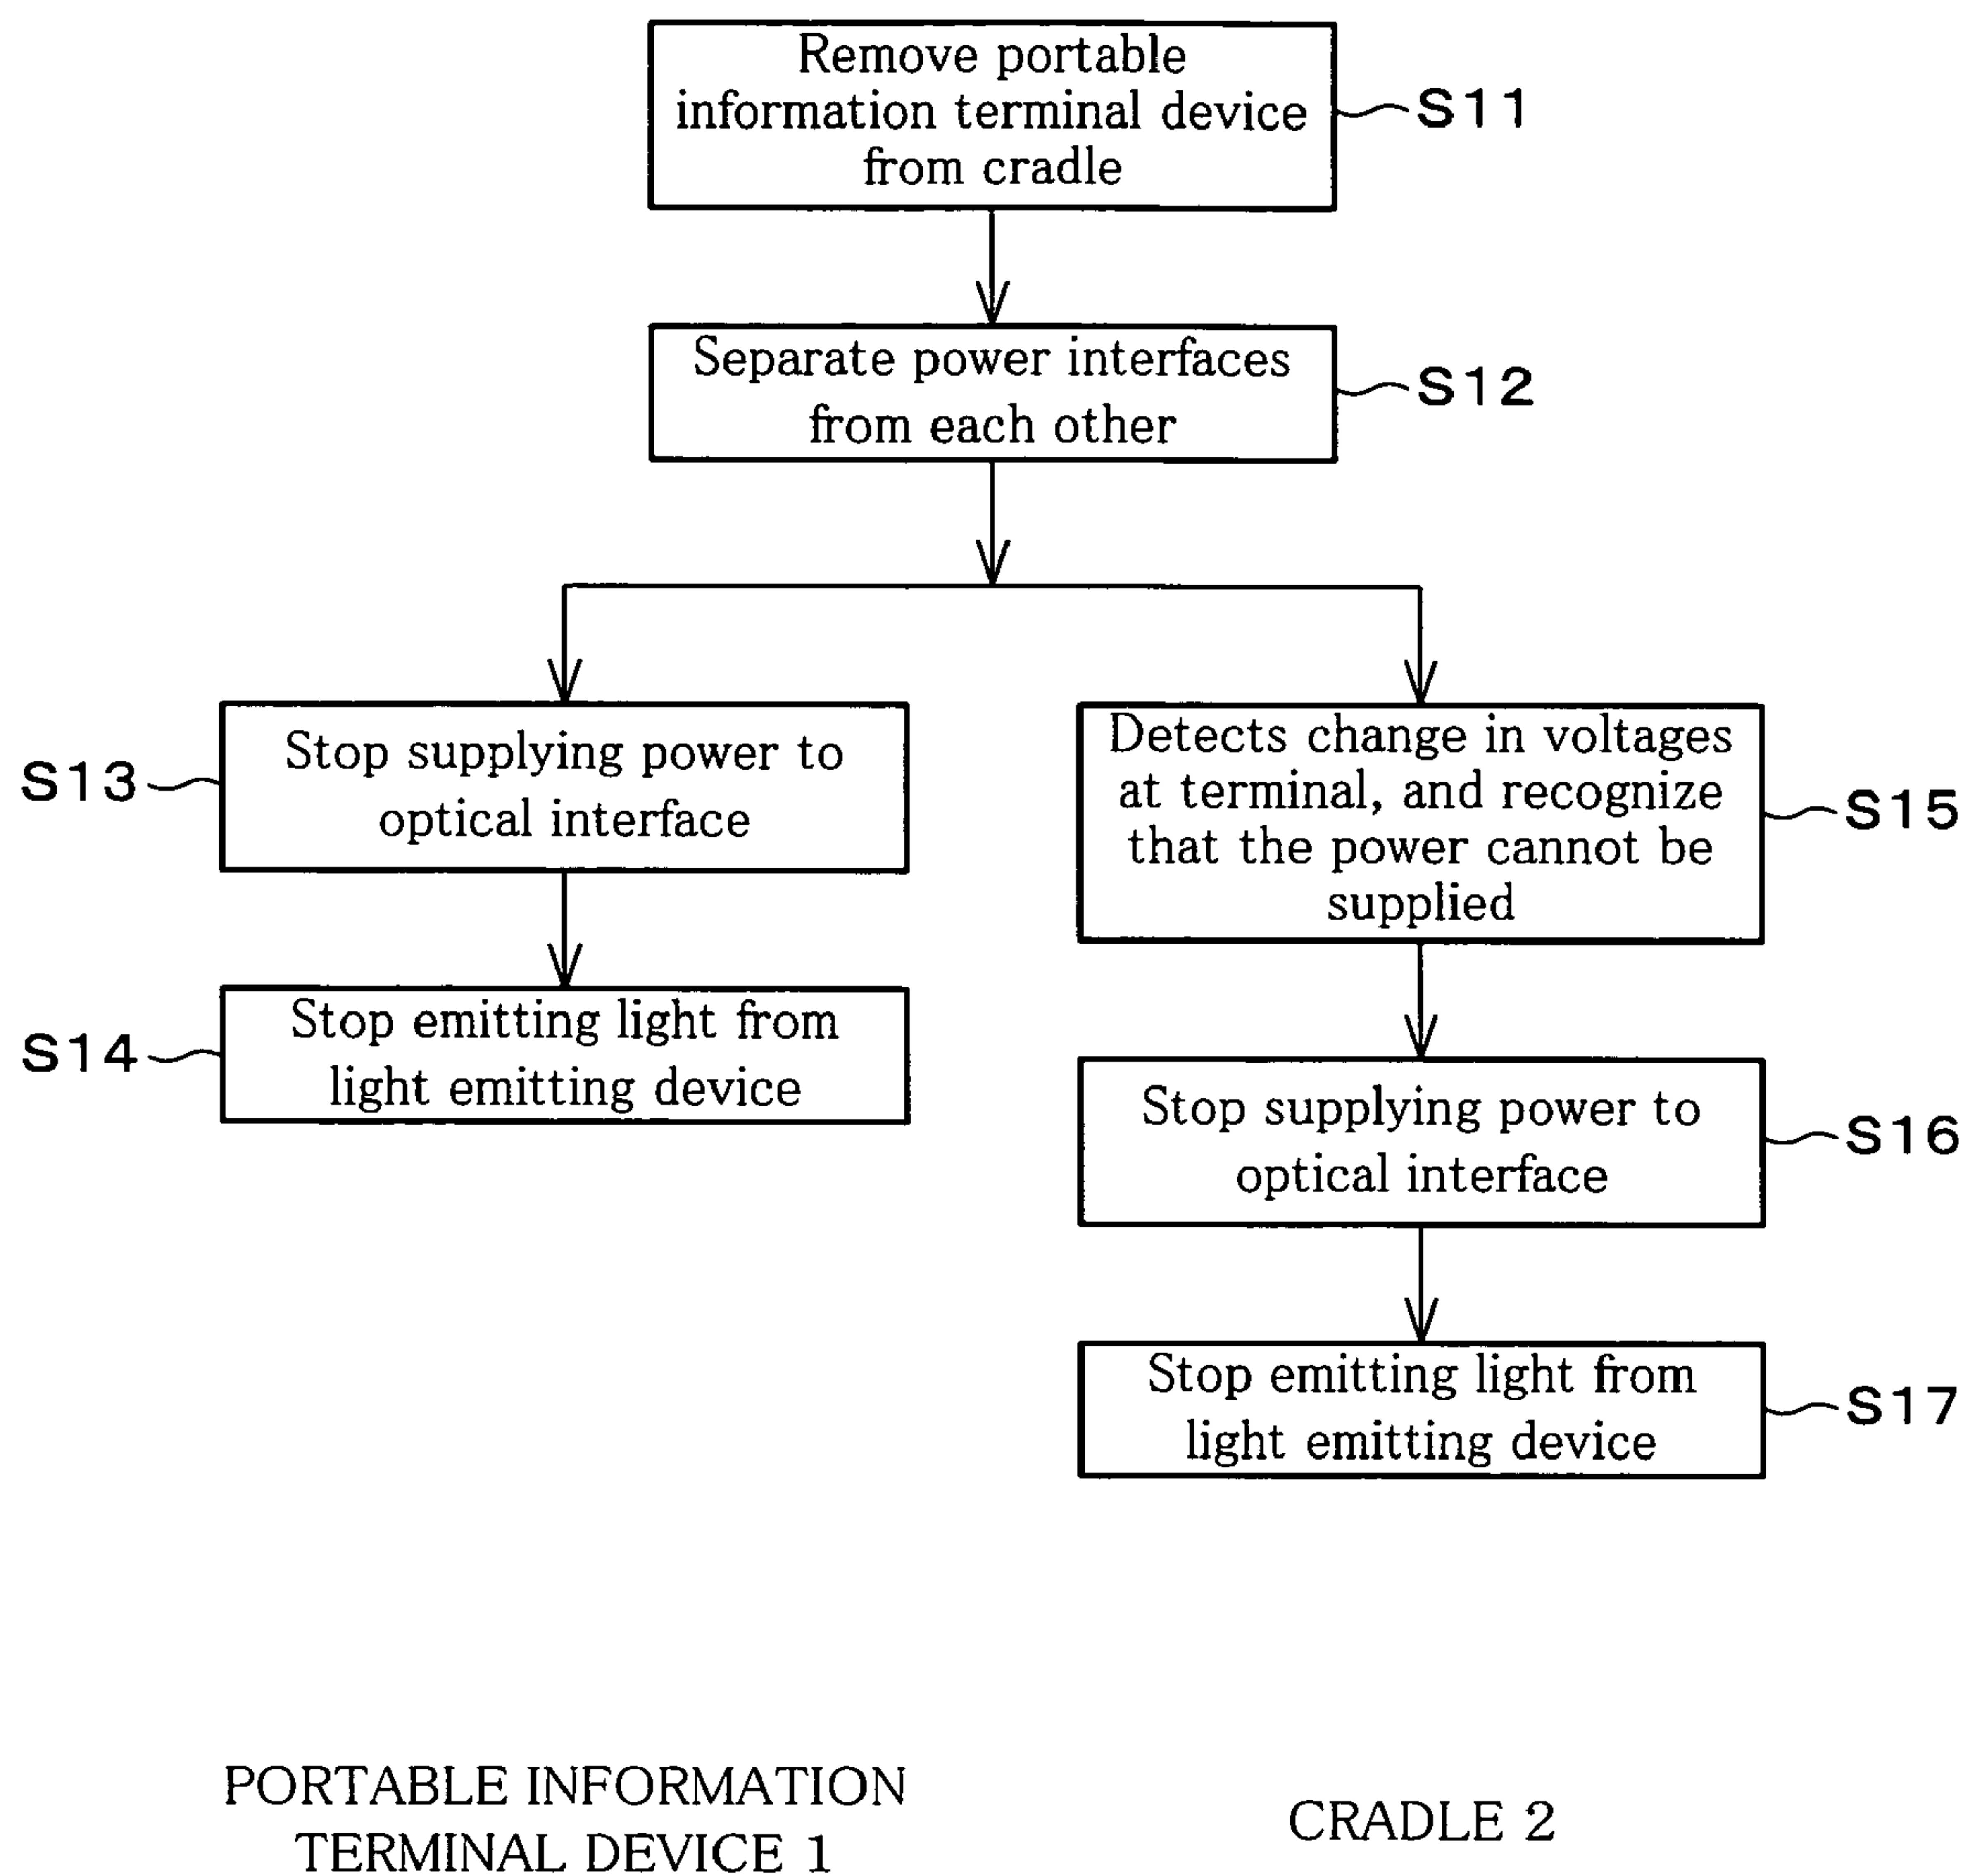 Remove portable
information terminal device
from cradle
S11
Separate power interfaces
from each other
S12
Stop supplying power to
optical interface
S13
Stop emitting light from
light emitting device
S14
Detects change in voltages
at terminal, and recognize
that the power cannot be
supplied
S15
Stop supplying power to
optical interface
S16
Stop emitting light from
light emitting device
S17
PORTABLE INFORMATION
TERMINAL DEVICE 1
CRADLE 2